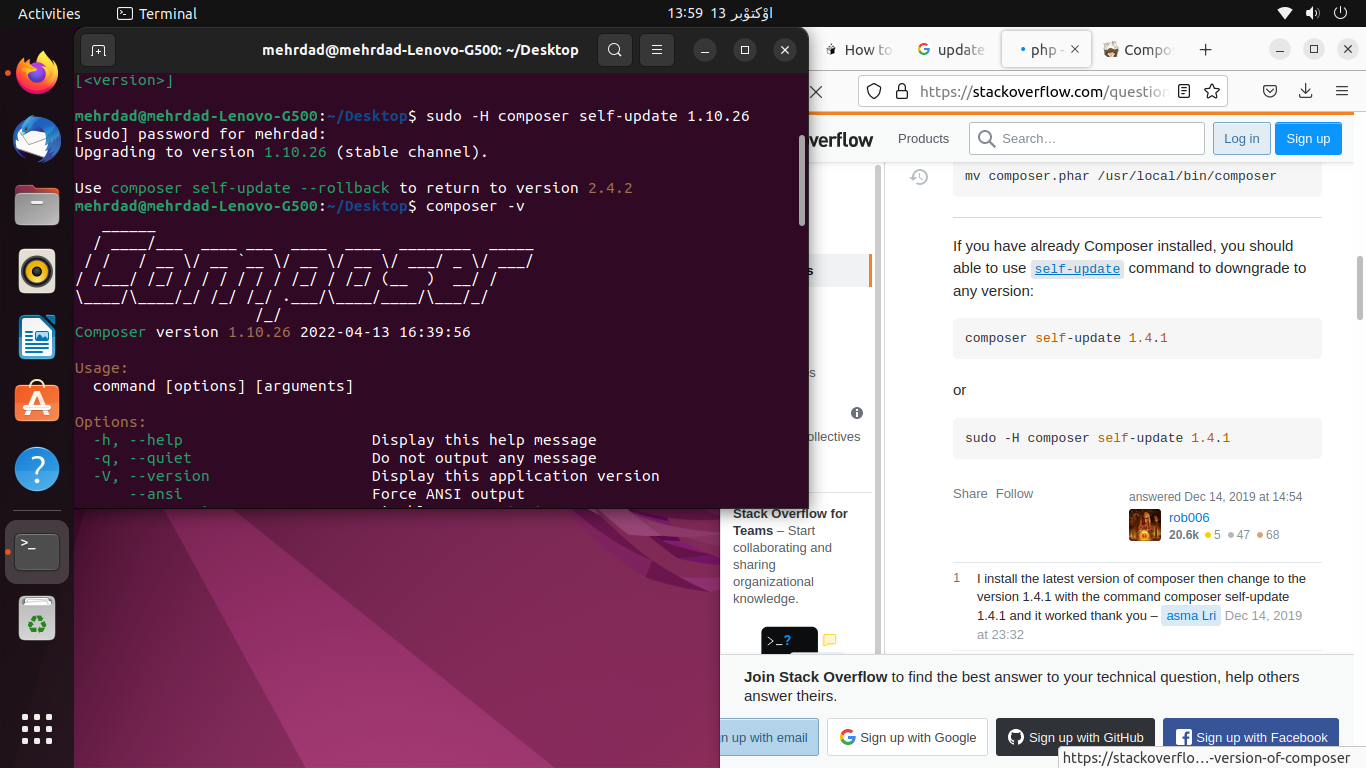 Activities
Terminal
13:59 13 اوْکتوْبر
mehrdad@mehrdad-Lenovo-G500: ~/Desktop
[<version>]
mehrdad@mehrdad-Lenovo-G500:~/Desktop$ sudo -H composer self-update 1.10.26
[sudo] password for mehrdad:
Upgrading to version 1.10.26 (stable channel).
Use composer self-update --rollback to return to version 2.4.2
mehrdad@mehrdad-Lenovo-G500:~/Desktop$ composer -v
Composer
Composer version 1.10.26 2022-04-13 16:39:56
Usage:
command [options] [arguments]
Options:
-h, --help Display this help message
-q, --quiet Do not output any message
-V, --version Display this application version
--ansi Force ANSI output
How to
update
php -
Compo
https://stackoverflow.com/question
overflow
Products
Search…
Log in
Sign up
mv composer.phar /usr/local/bin/composer
If you have already Composer installed, you should
able to use self-update command to downgrade to
any version:
composer self-update 1.4.1
or
sudo -H composer self-update 1.4.1
Share Follow
answered Dec 14, 2019 at 14:54
rob006
20.6k 5 47 68
1
I install the latest version of composer then change to the
version 1.4.1 with the command composer self-update
1.4.1 and it worked thank you – asma Lri Dec 14, 2019
at 23:32
ollectives
Stack Overflow for
Teams – Start
collaborating and
sharing
organizational
knowledge.
>_?
Join Stack Overflow to find the best answer to your technical question, help others
answer theirs.
n up with email
Sign up with Google
Sign up with GitHub
Sign up with Facebook
https://stackoverflo…-version-of-composer